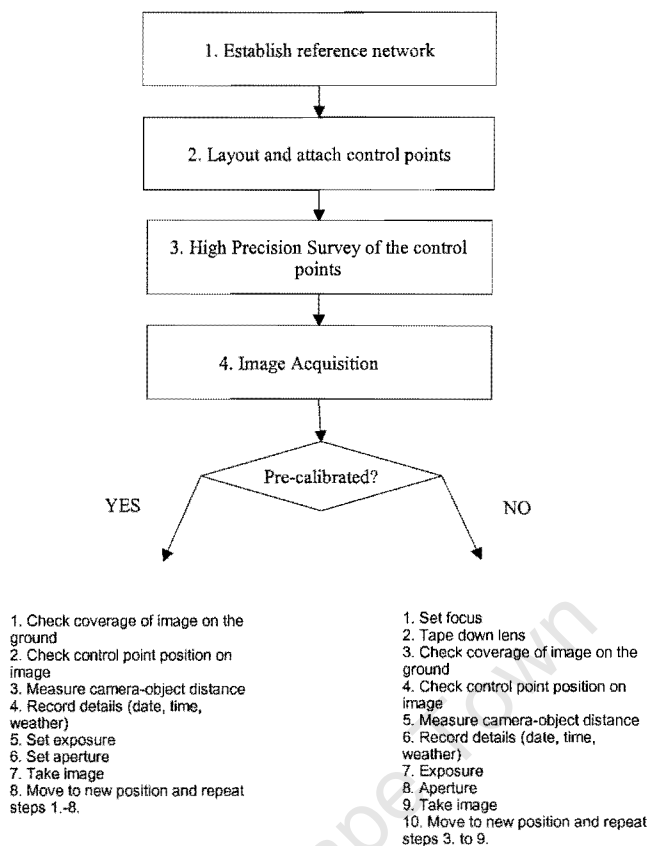 1. Establish reference network
2. Layout and attach control points
3. High Precision Survey of the control
points
4. Image Acquisition
Pre-calibrated?
YES
NO
1. Check coverage of image on the
ground
2. Check control point position on
image
3. Measure camera-object distance
4. Record details (date, time,
weather)
5. Set exposure
6. Set aperture
7. Take image
8. Move to new position and repeat
steps 1.-8.
1. Set focus
2. Tape down lens
3. Check coverage of image on the
ground
4. Check control point position on
image
5. Measure camera-object distance
6. Record details (date, time,
weather)
7. Exposure
8. Aperture
9. Take image
10. Move to new position and repeat
steps 3. to 9.
ape Town